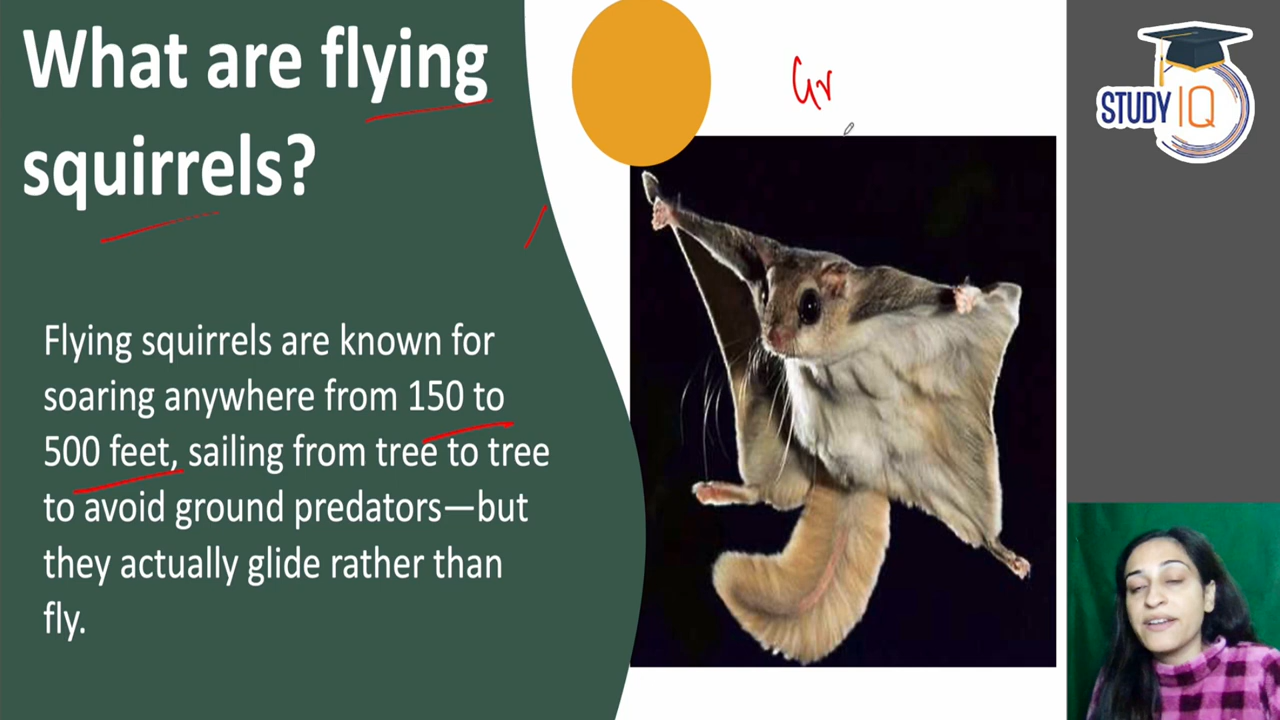 What are flying
squirrels?
Flying squirrels are known for
soaring anywhere from 150 to
500 feet, sailing from tree to tree
to avoid ground predators—but
they actually glide rather than
fly.
Gr
STUDY IQ